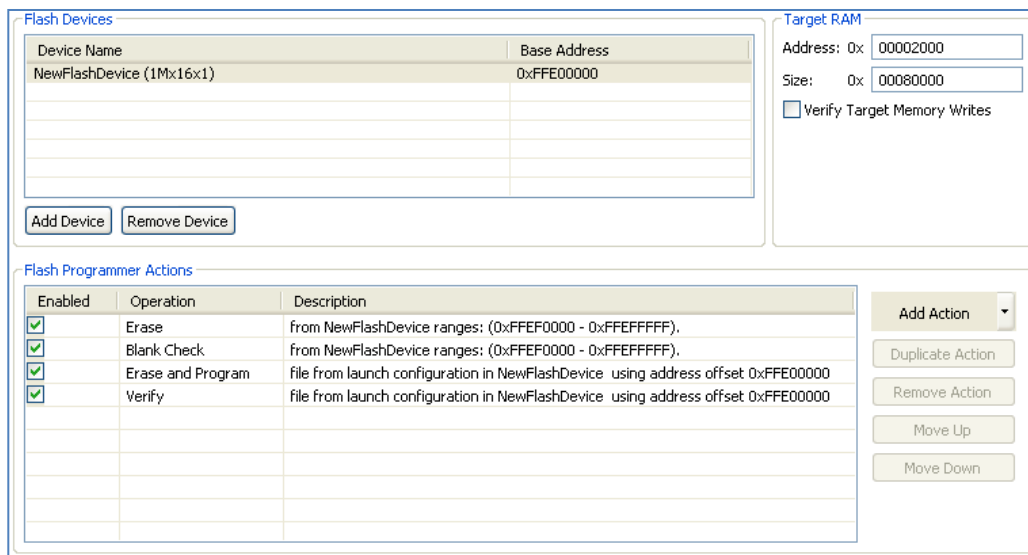 Flash Devices
Device Name Base Address
NewFlashDevice (1Mx16x1) 0xFFE00000
Add Device Remove Device
Target RAM
Address: 0x 00002000
Size: 0x 00080000
Verify Target Memory Writes
Flash Programmer Actions
Enabled Operation Description
Erase from NewFlashDevice ranges: (0xFFEF0000 - 0xFFEFFFFF).
Blank Check from NewFlashDevice ranges: (0xFFEF0000 - 0xFFEFFFFF).
Erase and Program file from launch configuration in NewFlashDevice using address offset 0xFFE00000
Verify file from launch configuration in NewFlashDevice using address offset 0xFFE00000
Add Action
Duplicate Action
Remove Action
Move Up
Move Down